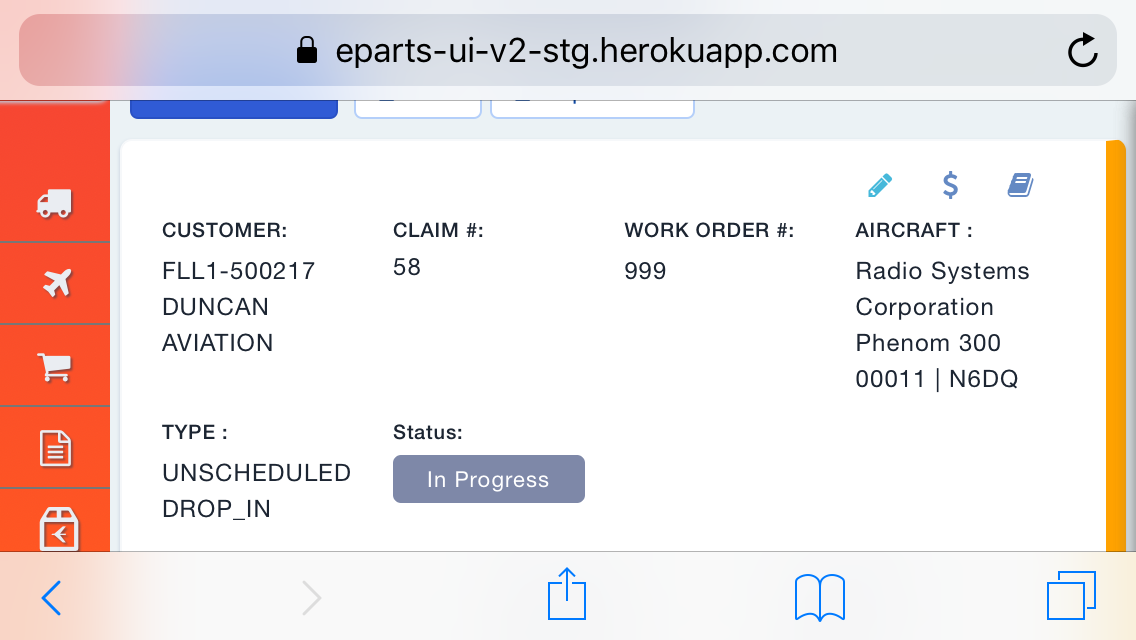 eparts-ui-v2-stg.herokuapp.com
CUSTOMER:
FLL1-500217
DUNCAN
AVIATION
CLAIM #:
58
WORK ORDER #:
999
AIRCRAFT :
Radio Systems
Corporation
Phenom 300
00011 | N6DQ
TYPE :
UNSCHEDULED
DROP_IN
Status:
In Progress